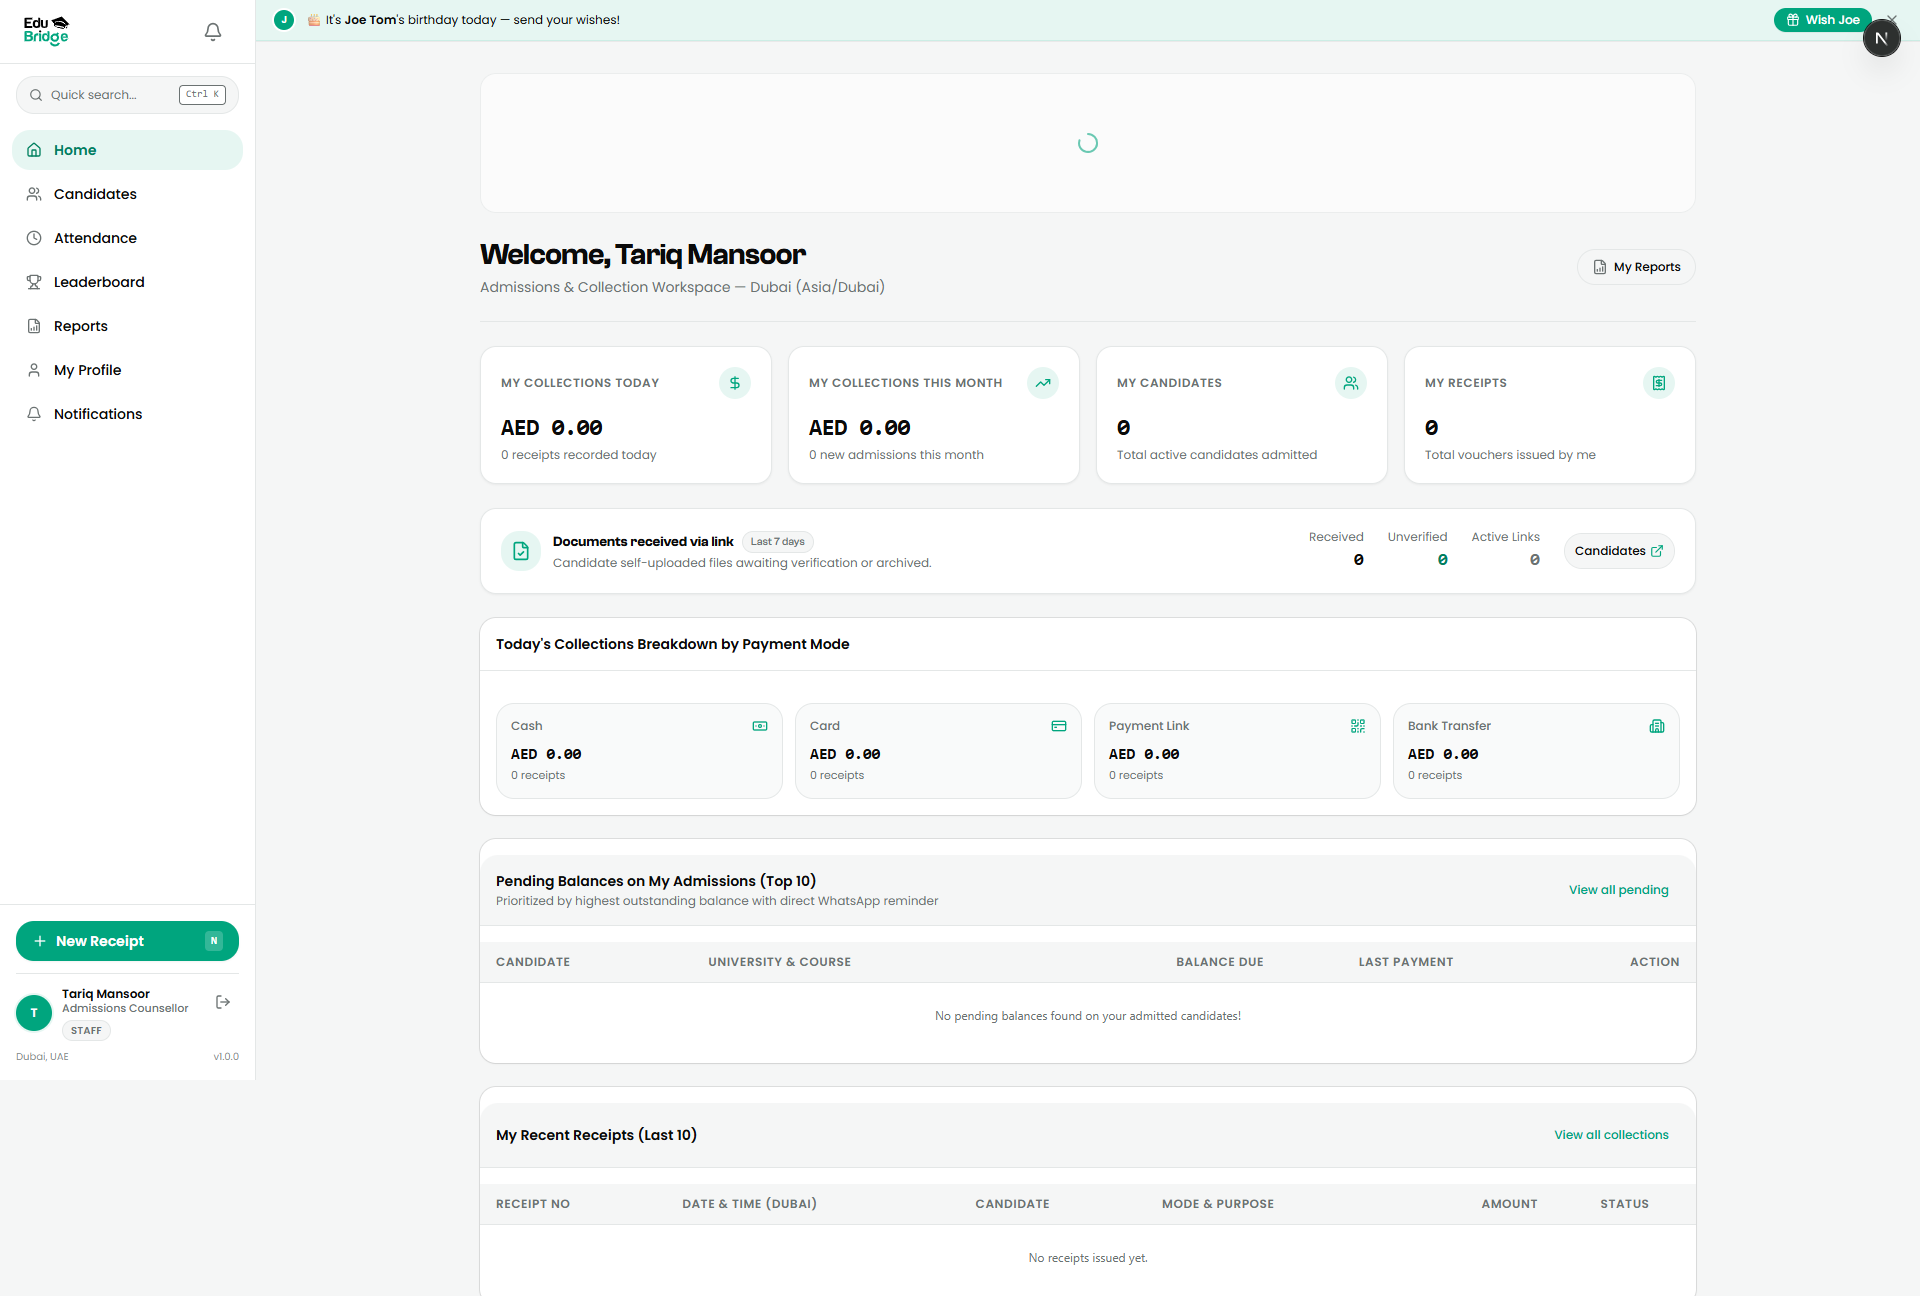 Edu
Bridge
Quick search...
Ctrl K
Home
Candidates
Attendance
Leaderboard
Reports
My Profile
Notifications
New Receipt
N
T
Tariq Mansoor
Admissions Counsellor
STAFF
Dubai, UAE
v1.0.0
J
It's Joe Tom's birthday today — send your wishes!
Wish Joe
N
Welcome, Tariq Mansoor
Admissions & Collection Workspace — Dubai (Asia/Dubai)
My Reports
MY COLLECTIONS TODAY
AED 0.00
0 receipts recorded today
MY COLLECTIONS THIS MONTH
AED 0.00
0 new admissions this month
MY CANDIDATES
0
Total active candidates admitted
MY RECEIPTS
0
Total vouchers issued by me
Documents received via link
Last 7 days
Candidate self-uploaded files awaiting verification or archived.
Received
0
Unverified
0
Active Links
0
Candidates
Today's Collections Breakdown by Payment Mode
Cash
AED 0.00
0 receipts
Card
AED 0.00
0 receipts
Payment Link
AED 0.00
0 receipts
Bank Transfer
AED 0.00
0 receipts
Pending Balances on My Admissions (Top 10)
Prioritized by highest outstanding balance with direct WhatsApp reminder
View all pending
CANDIDATE
UNIVERSITY & COURSE
BALANCE DUE
LAST PAYMENT
ACTION
No pending balances found on your admitted candidates!
My Recent Receipts (Last 10)
View all collections
RECEIPT NO
DATE & TIME (DUBAI)
CANDIDATE
MODE & PURPOSE
AMOUNT
STATUS
No receipts issued yet.